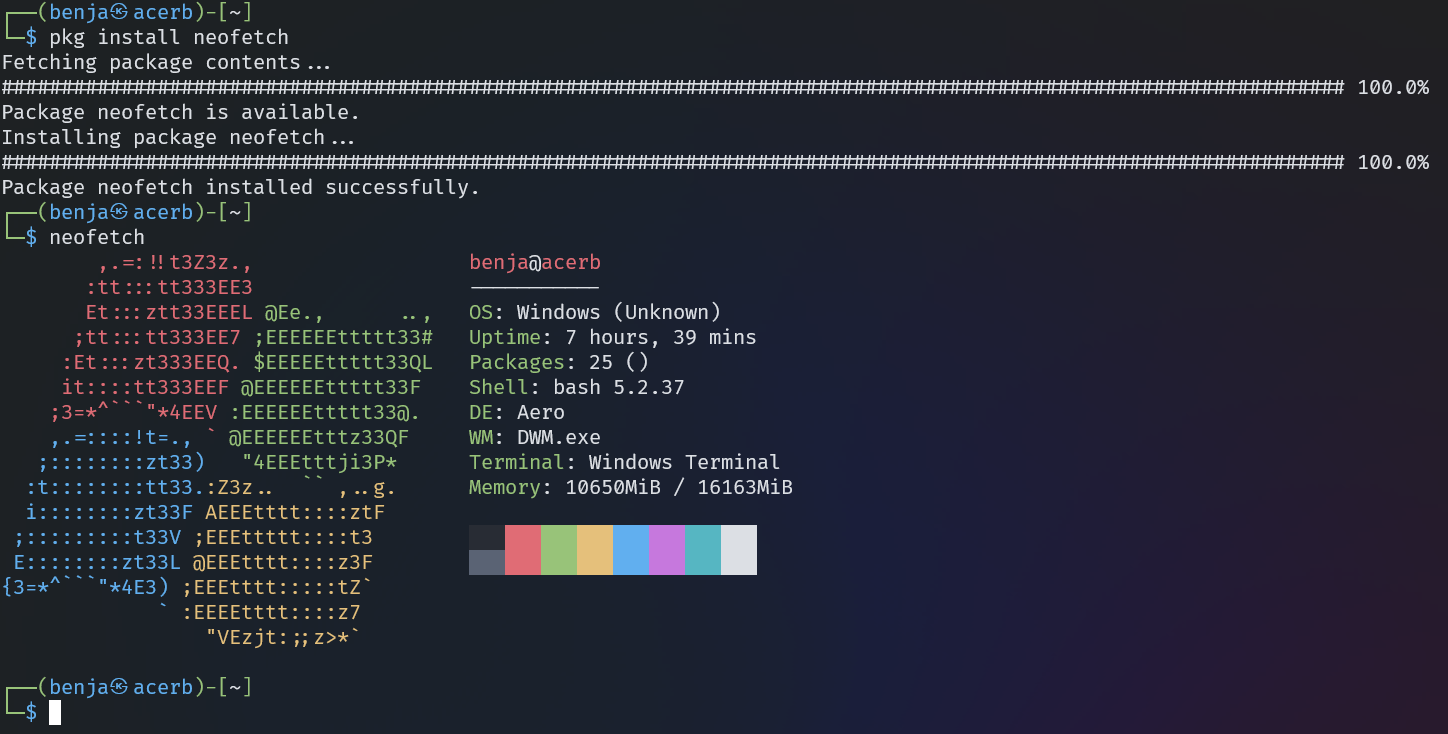 ┌──(benja㉿acerb)-[~]
└─$ pkg install neofetch
Fetching package contents...
################################################################################################################ 100.0%
Package neofetch is available.
Installing package neofetch...
################################################################################################################ 100.0%
Package neofetch installed successfully.
┌──(benja㉿acerb)-[~]
└─$ neofetch
        ,.=:!!t3Z3z.,                  benja@acerb
       :tt:::tt333EE3                  -----------
       Et:::ztt33EEEL @Ee.,      ..,   OS: Windows (Unknown)
      ;tt:::tt333EE7 ;EEEEEEttttt33#   Uptime: 7 hours, 39 mins
     :Et:::zt333EEQ. $EEEEEttttt33QL   Packages: 25 ()
     it::::tt333EEF @EEEEEEttttt33F    Shell: bash 5.2.37
    ;3=*^```"*4EEV :EEEEEEttttt33@.    DE: Aero
    ,.=::::!t=., ` @EEEEEEtttz33QF     WM: DWM.exe
   ;::::::::zt33)   "4EEEtttji3P*      Terminal: Windows Terminal
  :t::::::::tt33.:Z3z..  `` ,..g.      Memory: 10650MiB / 16163MiB
  i::::::::zt33F AEEEtttt::::ztF
 ;:::::::::t33V ;EEEttttt::::t3
 E::::::::zt33L @EEEtttt::::z3F
{3=*^```"*4E3) ;EEEtttt:::::tZ`
             ` :EEEEtttt::::z7
                 "VEzjt:;;z>*`
┌──(benja㉿acerb)-[~]
└─$